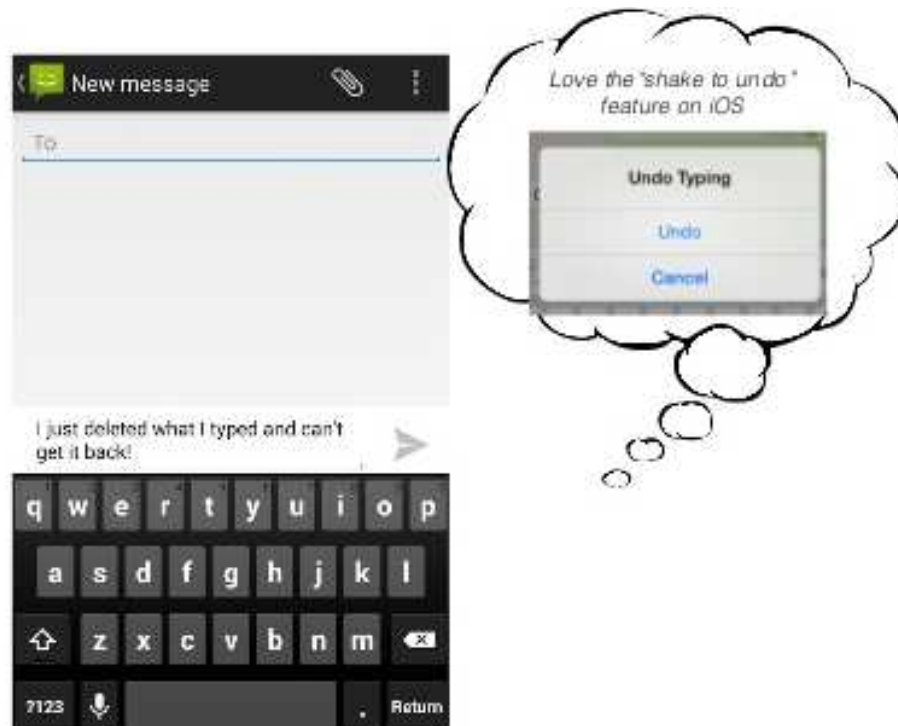 New message
To
I just deleted what I typed and can't
get it back!
q w e r t y u i o p
a s d f g h j k l
z x c v b n m
?123 . Return
Love the "shake to undo"
feature on iOS
Undo Typing
Undo
Cancel